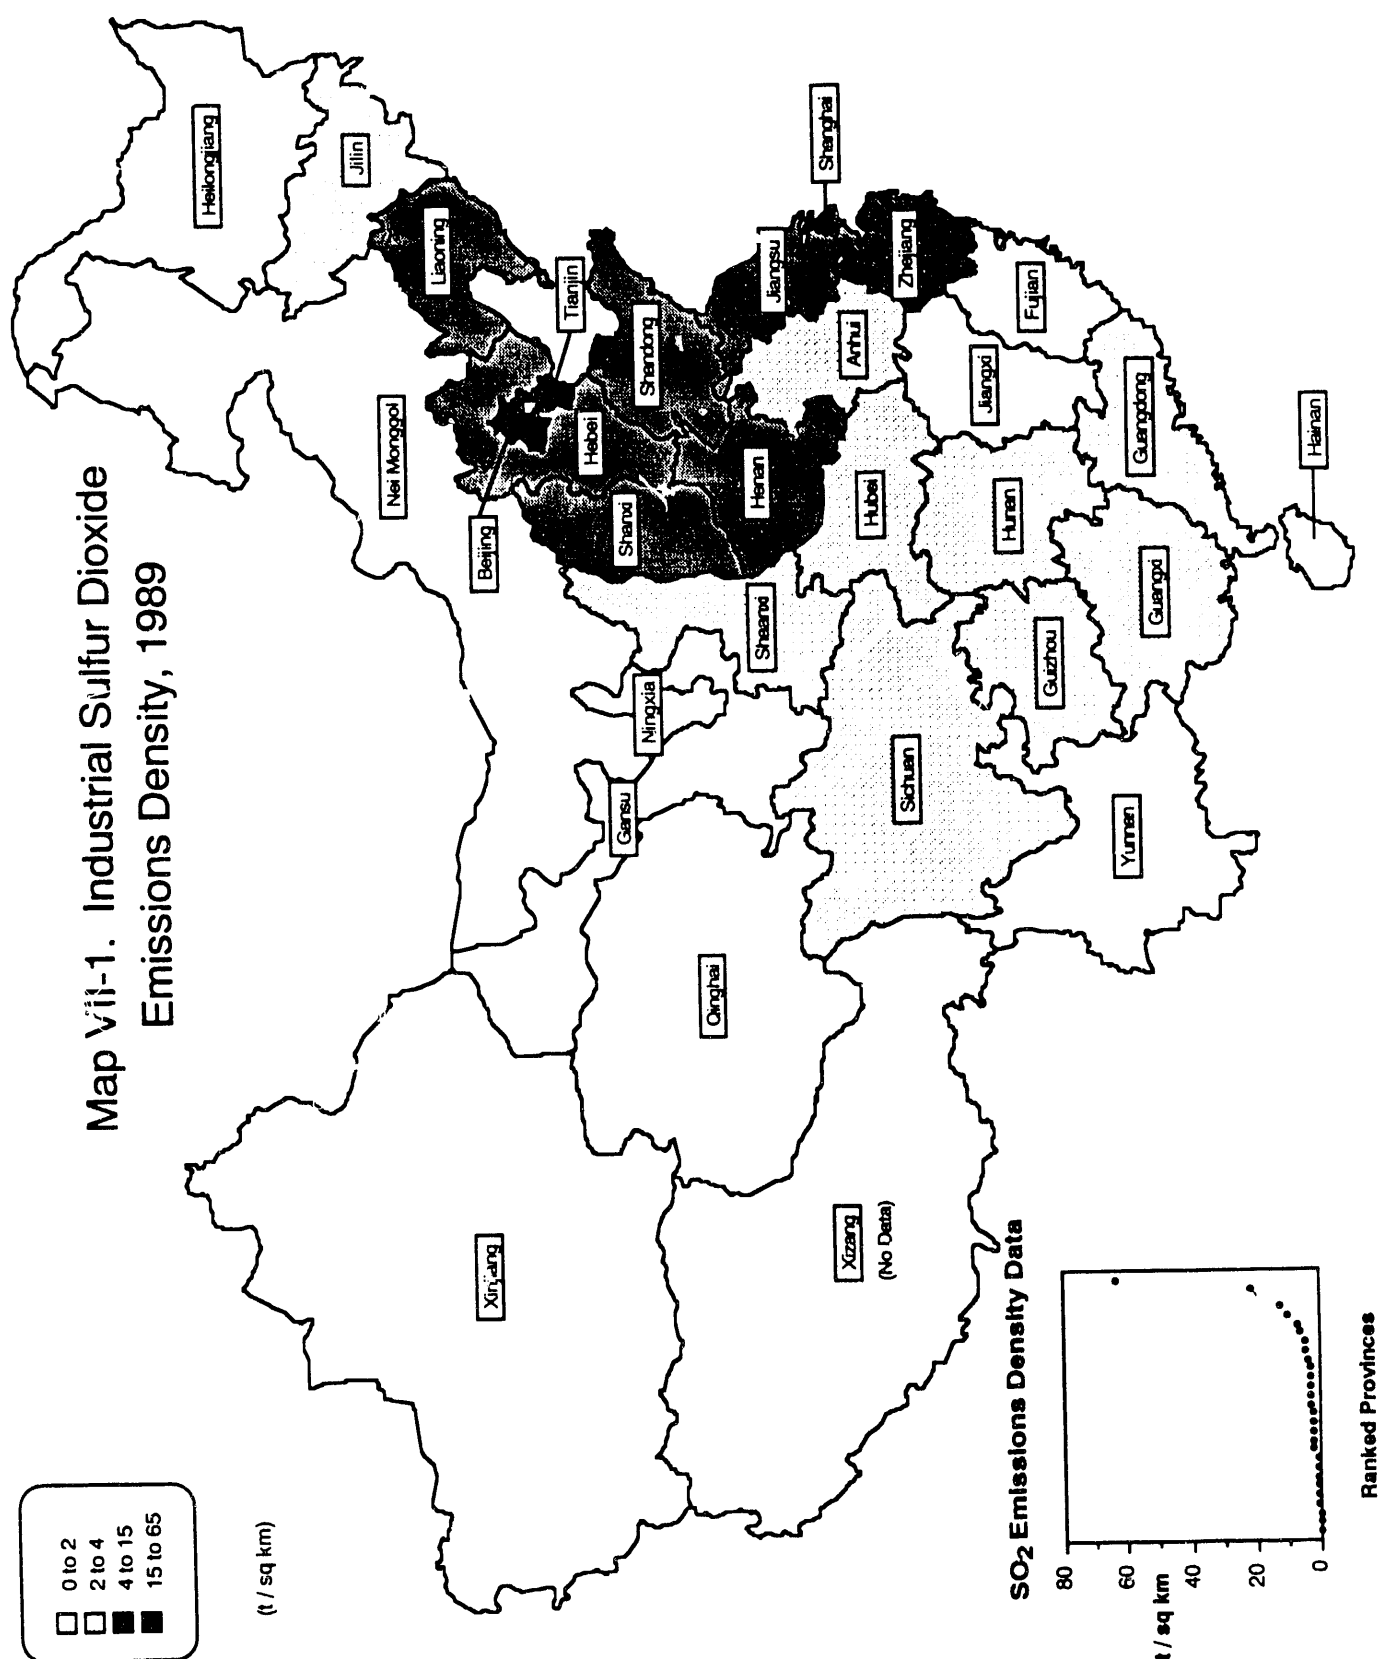 Map VII-1. Industrial Sulfur Dioxide
Emissions Density, 1989
0 to 2
2 to 4
4 to 15
15 to 65
(t / sq km)
Heilongjiang
Jilin
Liaoning
Nei Monggol
Beijing
Tianjin
Hebei
Shandong
Shanxi
Henan
Jiangsu
Shanghai
Zhejiang
Anhui
Fujian
Jiangxi
Hubei
Hunan
Guangdong
Hainan
Guangxi
Guizhou
Shaanxi
Ningxia
Gansu
Sichuan
Yunnan
Qinghai
Xinjiang
Xizang
(No Data)
SO2 Emissions Density Data
80
60
40
20
0
t / sq km
Ranked Provinces